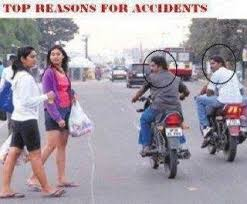 TOP REASONS FOR ACCIDENTS